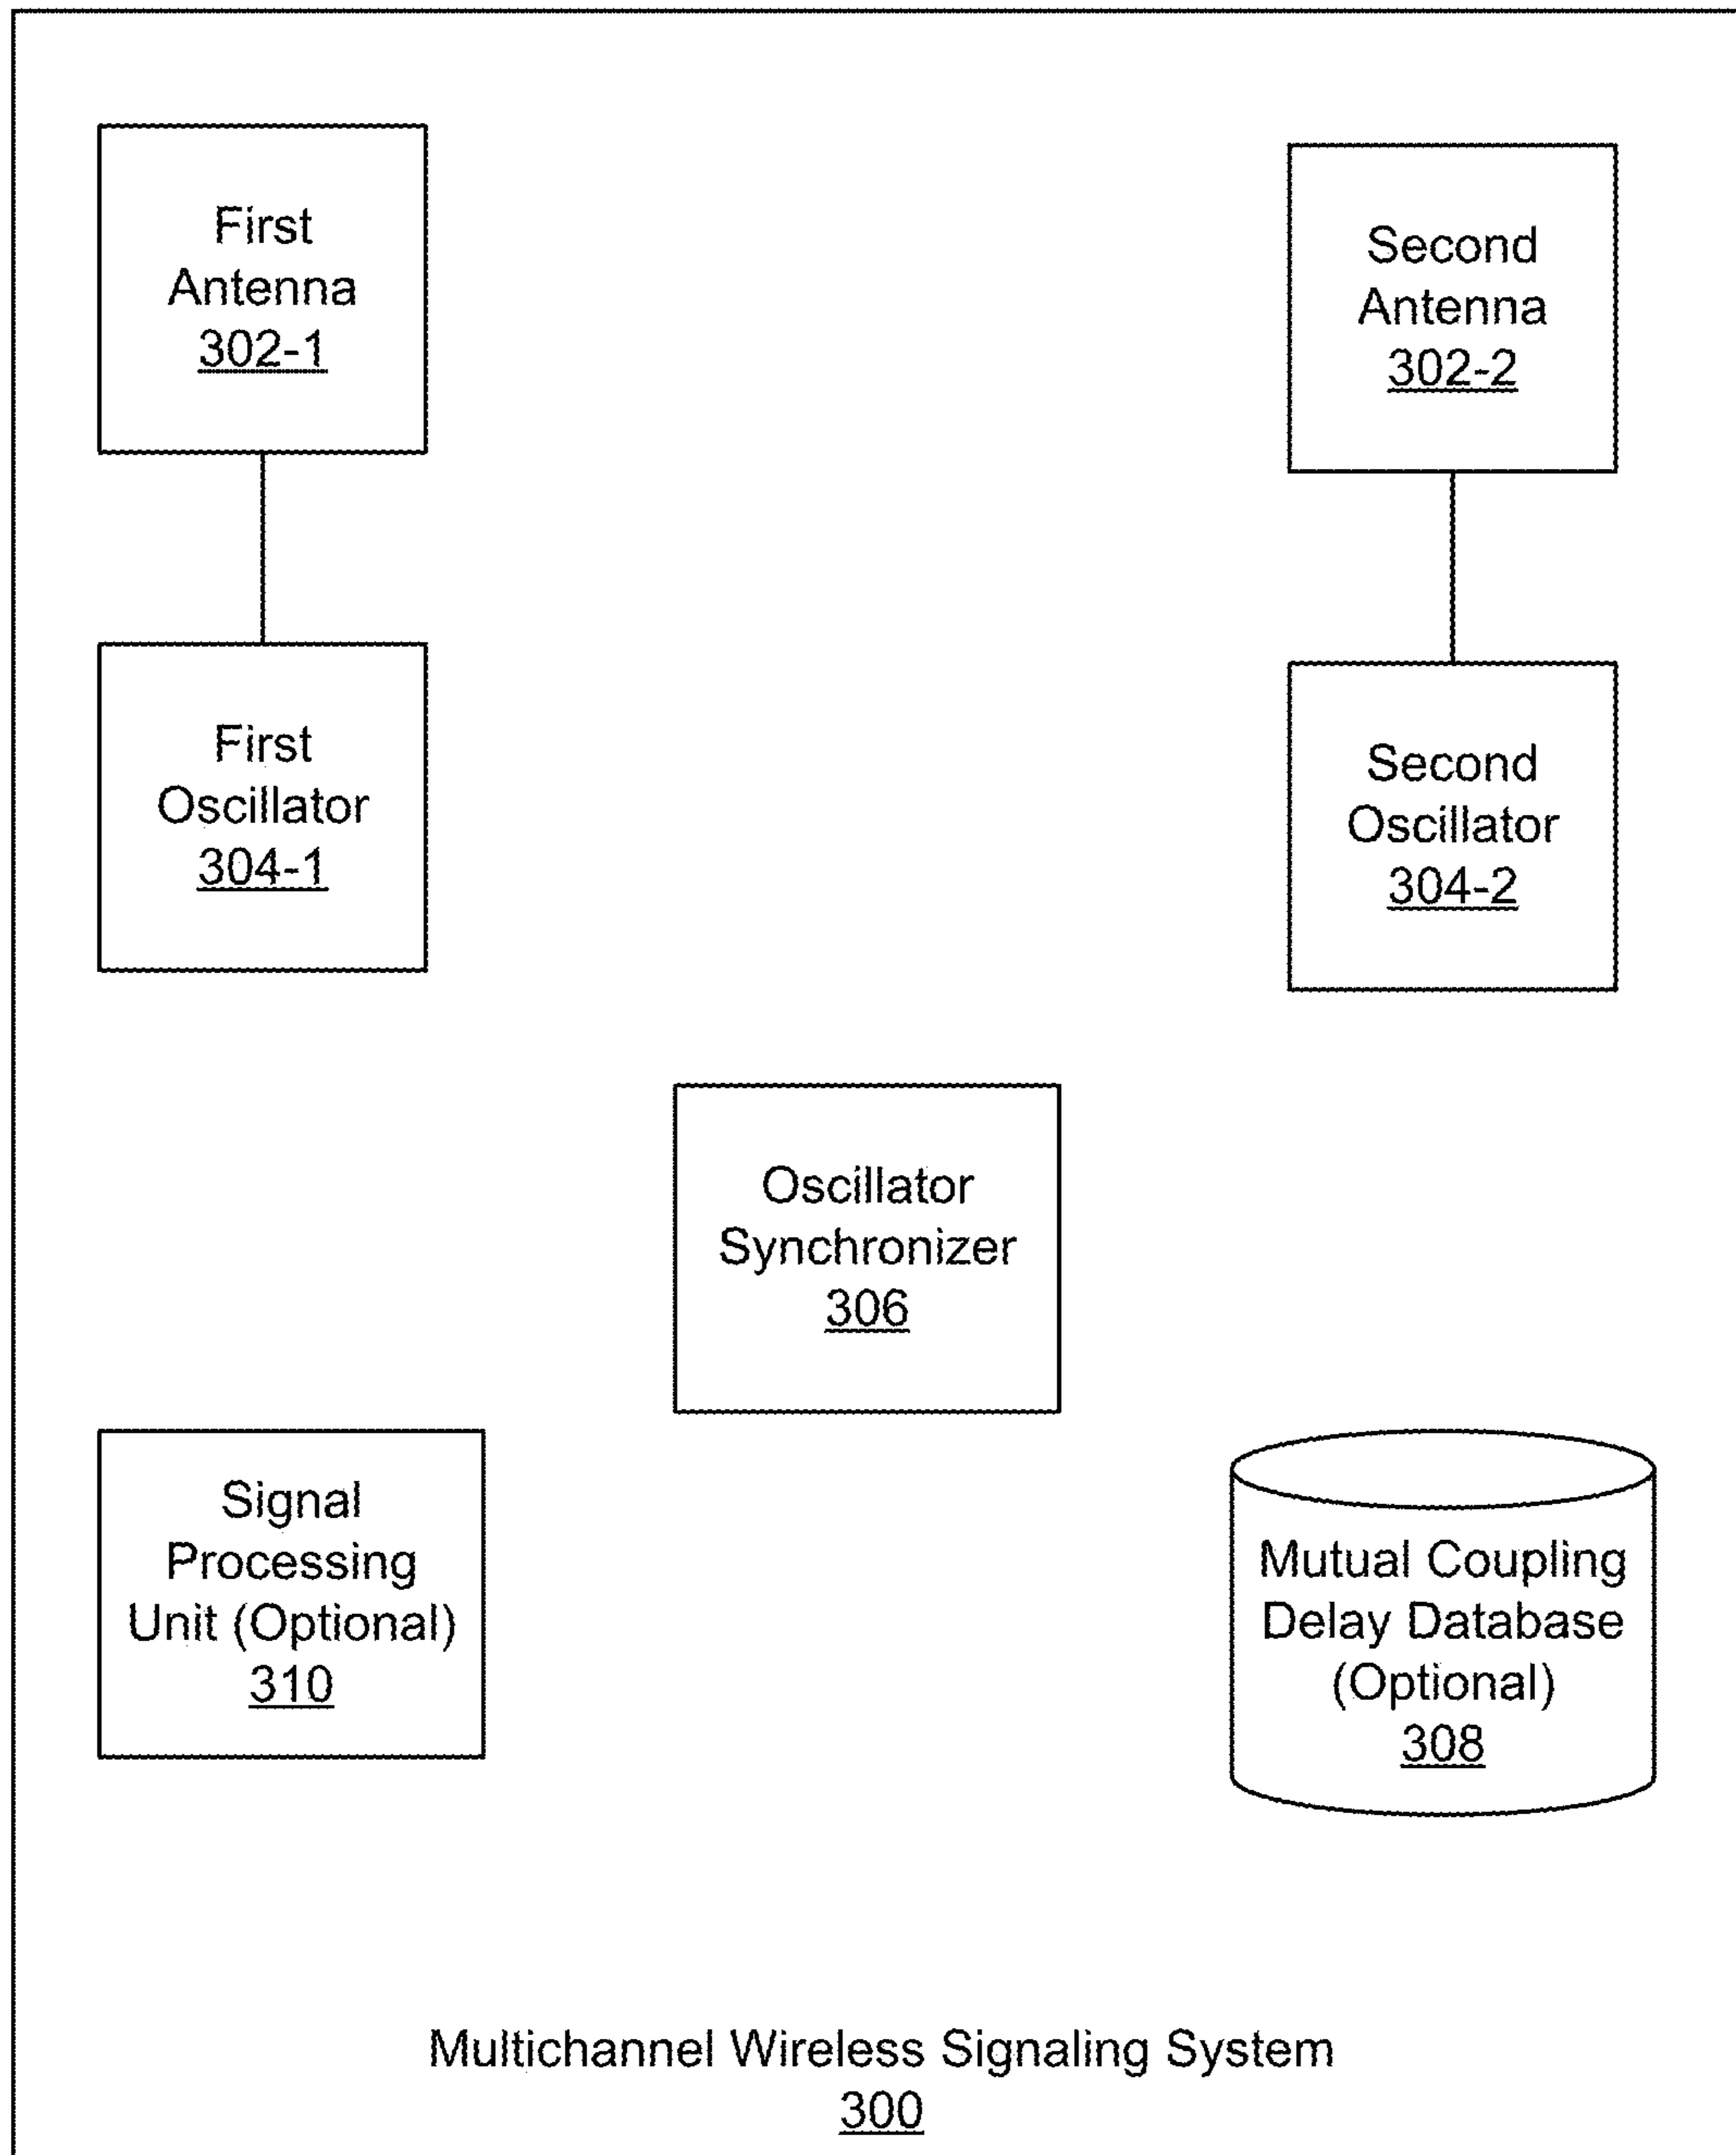 First
Antenna
302-1
Second
Antenna
302-2
First
Oscillator
304-1
Second
Oscillator
304-2
Oscillator
Synchronizer
306
Signal
Processing
Unit (Optional)
310
Mutual Coupling
Delay Database
(Optional)
308
Multichannel Wireless Signaling System
300